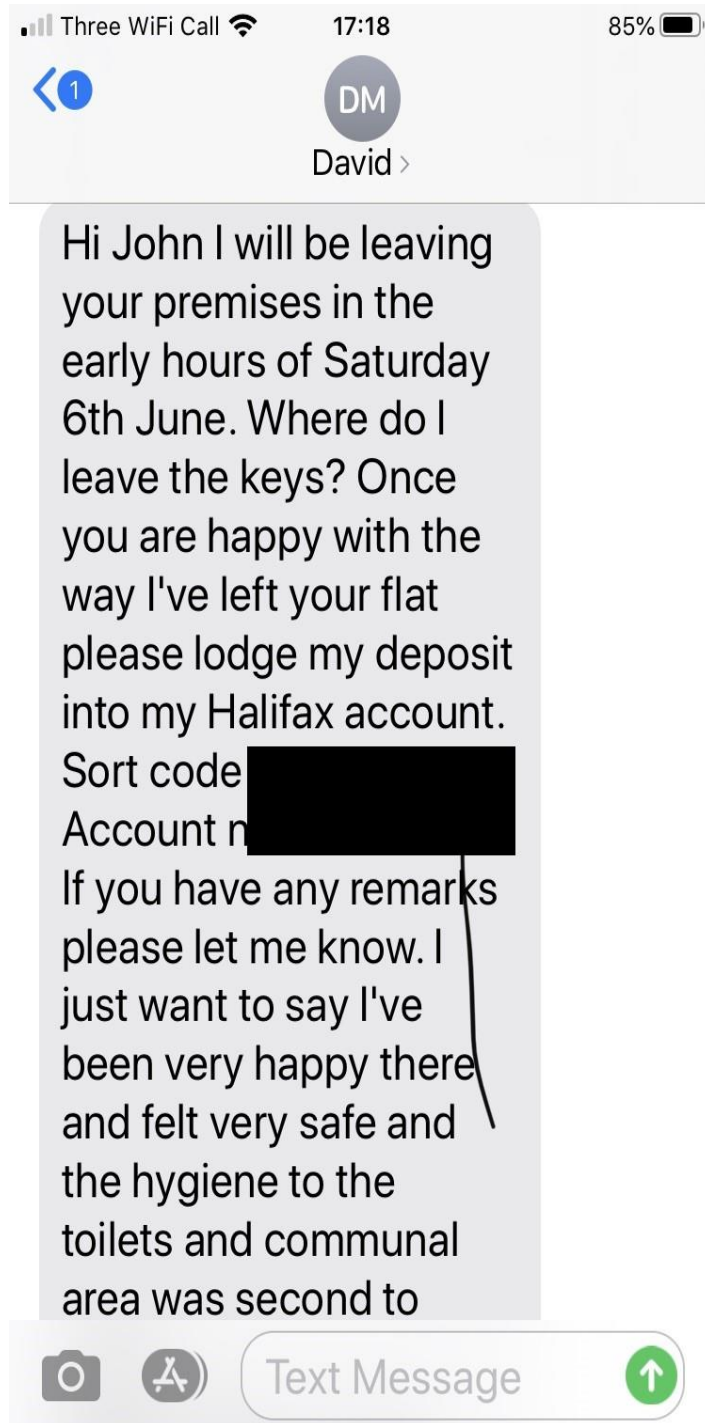 Three WiFi Call 17:18 85%
1
DM
David
Hi John I will be leaving
your premises in the
early hours of Saturday
6th June. Where do I
leave the keys? Once
you are happy with the
way I've left your flat
please lodge my deposit
into my Halifax account.
Sort code
Account n
If you have any remarks
please let me know. I
just want to say I've
been very happy there
and felt very safe and
the hygiene to the
toilets and communal
area was second to
Text Message